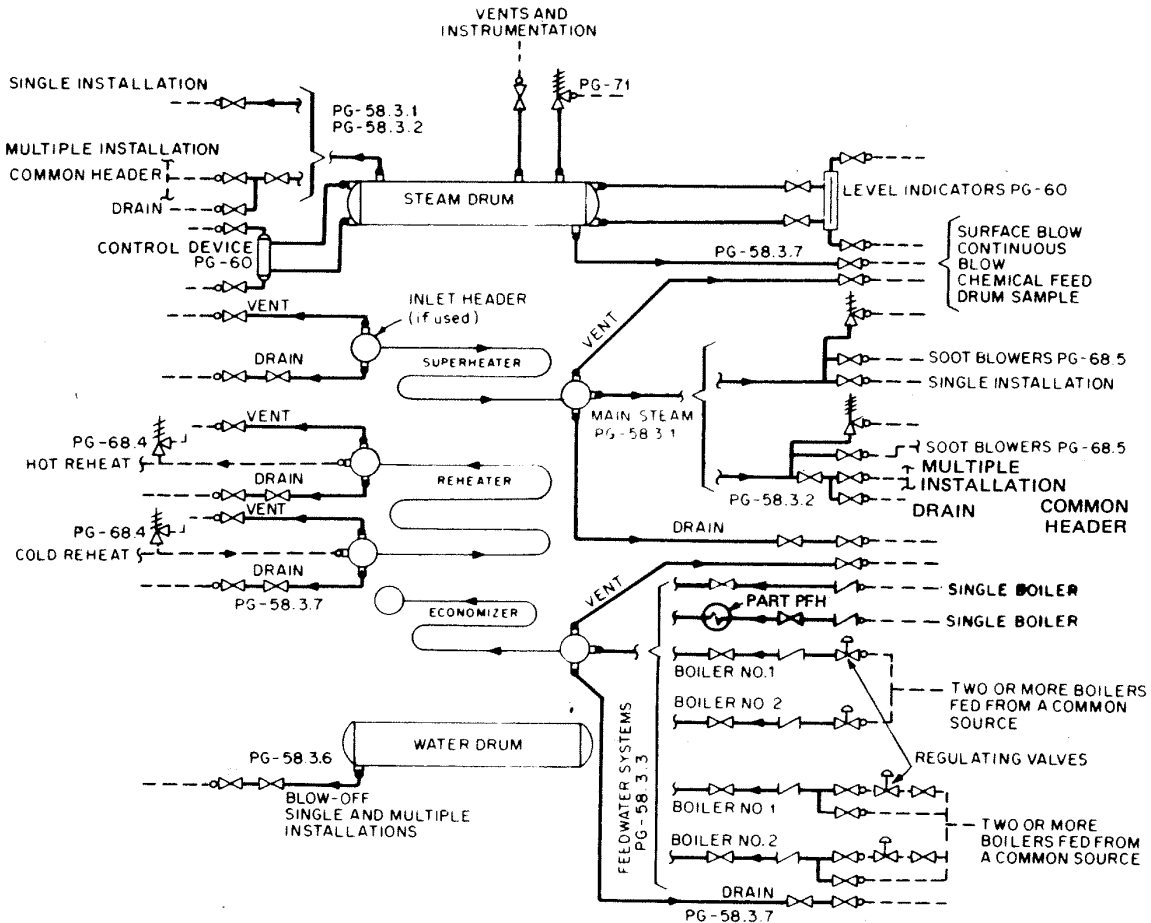 VENTS AND
INSTRUMENTATION
SINGLE INSTALLATION
PG-71
PG-58.3.1
PG-58.3.2
MULTIPLE INSTALLATION
COMMON HEADER
DRAIN
STEAM DRUM
LEVEL INDICATORS PG-60
CONTROL DEVICE
PG-60
PG-58.3.7
SURFACE BLOW
CONTINUOUS
BLOW
CHEMICAL FEED
DRUM SAMPLE
VENT
INLET HEADER
(if used)
VENT
SUPERHEATER
DRAIN
SOOT BLOWERS PG-68.5
SINGLE INSTALLATION
MAIN STEAM
PG-58.3.1
VENT
PG-68.4
HOT REHEAT
REHEATER
DRAIN
SOOT BLOWERS PG-68.5
MULTIPLE
INSTALLATION
PG-58.3.2
DRAIN
COMMON
HEADER
VENT
PG-68.4
COLD REHEAT
DRAIN
PG-58.3.7
DRAIN
VENT
ECONOMIZER
SINGLE BOILER
PART PFH
SINGLE BOILER
BOILER NO.1
TWO OR MORE BOILERS
FED FROM A COMMON
SOURCE
BOILER NO. 2
WATER DRUM
FEEDWATER SYSTEMS
PG-58.3.3
REGULATING VALVES
PG-58.3.6
BLOW-OFF
SINGLE AND MULTIPLE
INSTALLATIONS
BOILER NO. 1
TWO OR MORE
BOILERS FED FROM
A COMMON SOURCE
BOILER NO. 2
DRAIN
PG-58.3.7